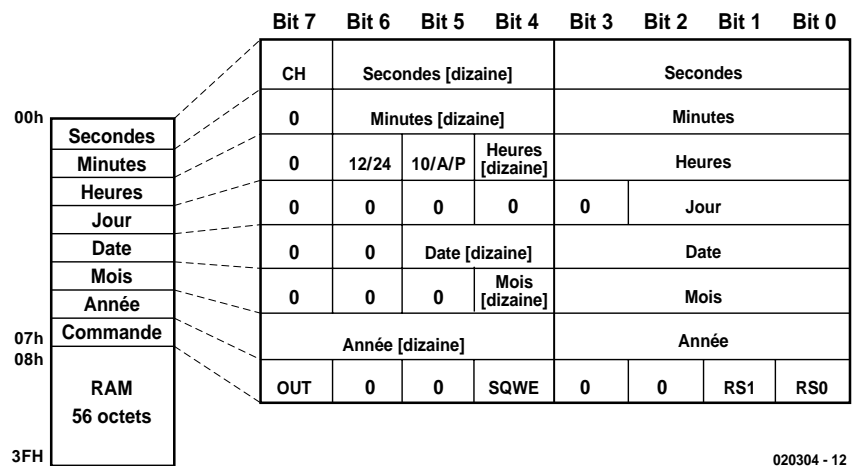 Bit 7 Bit 6 Bit 5 Bit 4 Bit 3 Bit 2 Bit 1 Bit 0
CH Secondes [dizaine] Secondes
0 Minutes [dizaine] Minutes
0 12/24 10/A/P Heures [dizaine] Heures
0 0 0 0 0 Jour
0 0 Date [dizaine] Date
0 0 0 Mois [dizaine] Mois
Année [dizaine] Année
OUT 0 0 SQWE 0 0 RS1 RS0
00h
Secondes
Minutes
Heures
Jour
Date
Mois
Année
07h Commande
08h
RAM
56 octets
3FH
020304 - 12